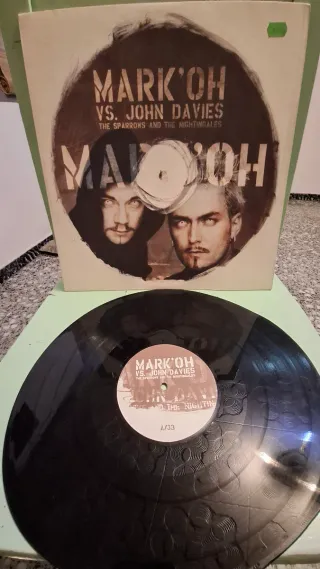 MARK'OH
VS. JOHN DAVIES
THE SPARROWS AND THE NIGHTINGALES
MARK'OH
MARK'OH
VS. JOHN DAVIES
THE SPARROWS AND THE NIGHTINGALES